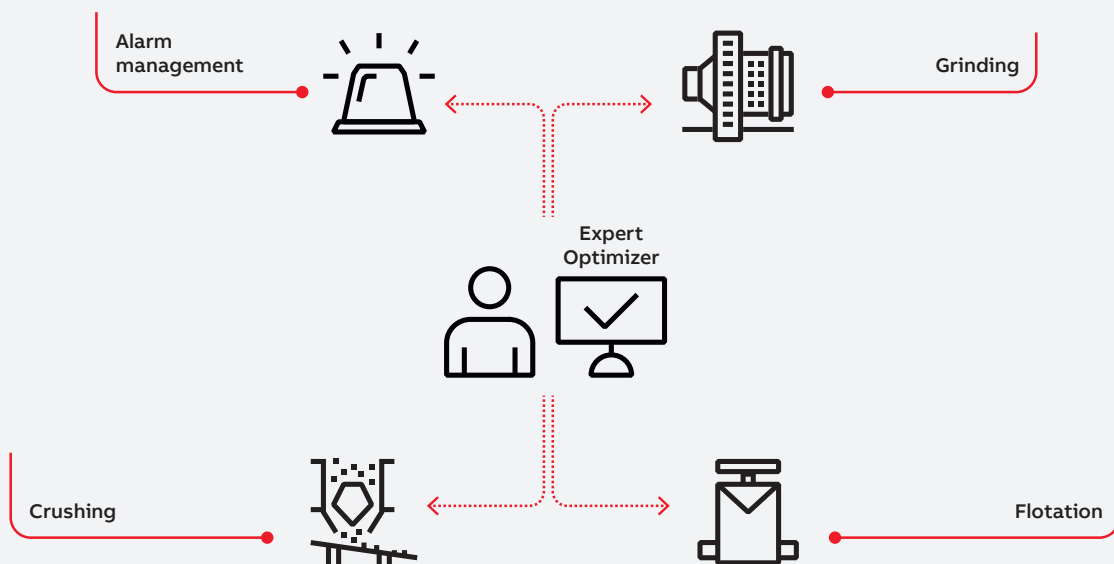 Alarm
management
Grinding
Expert
Optimizer
Crushing
Flotation